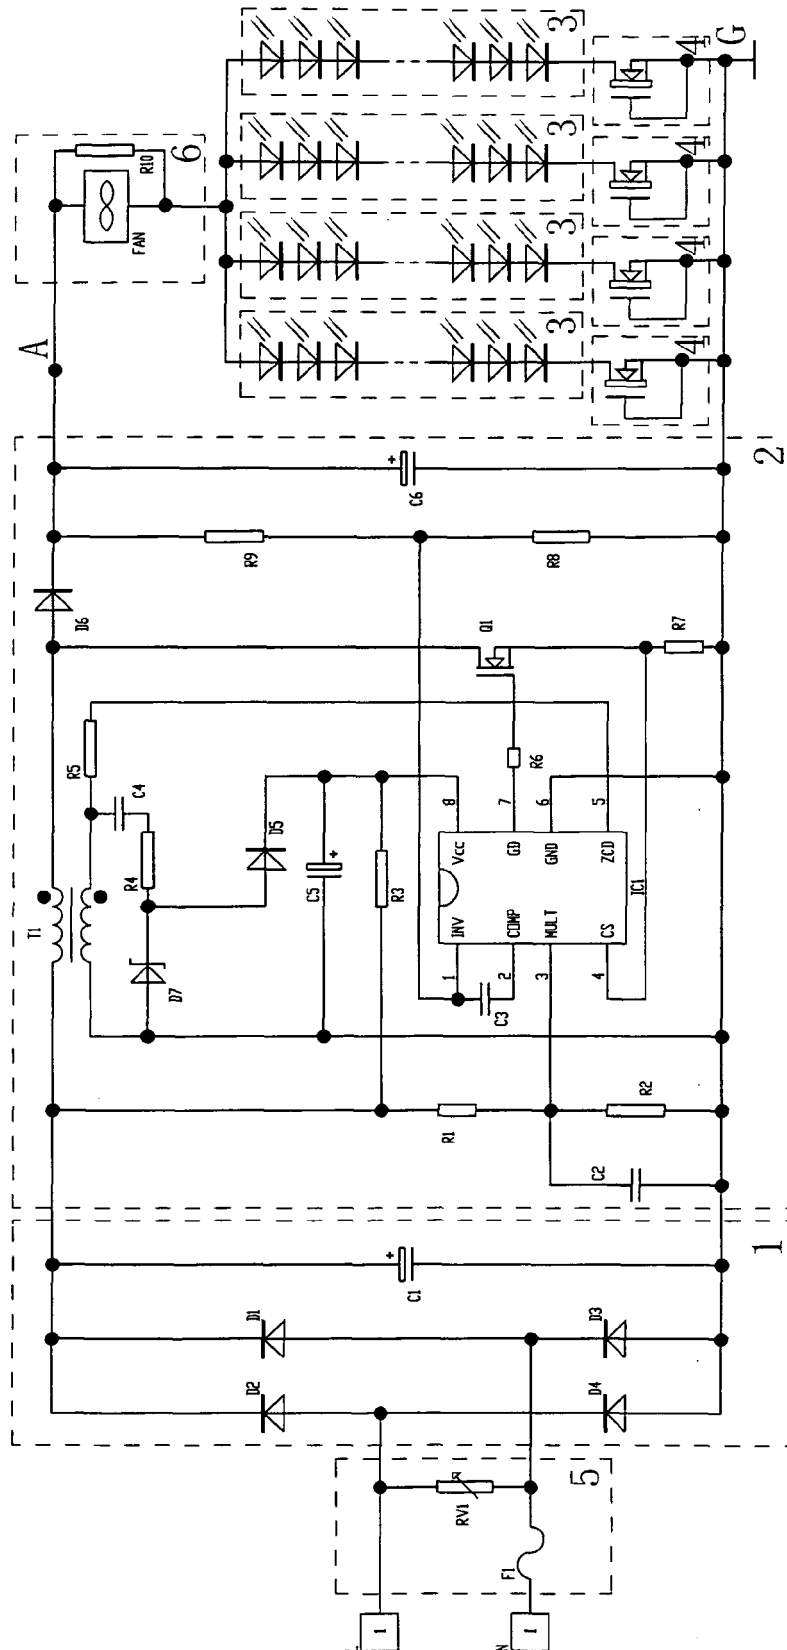 1
L
1
N
F1
RV1
5
D2
D1
D4
D3
C1
1
C2
R1
R2
T1
D7
R4
C4
R5
D5
C5
R3
C3
1
2
3
4
INV
COMP
MULT
CS
Vcc
GD
GND
ZCD
8
7
6
5
IC1
R6
Q1
R7
D6
R9
R8
C6
2
A
FAN
R10
6
3
3
3
3
4
4
4
4
G